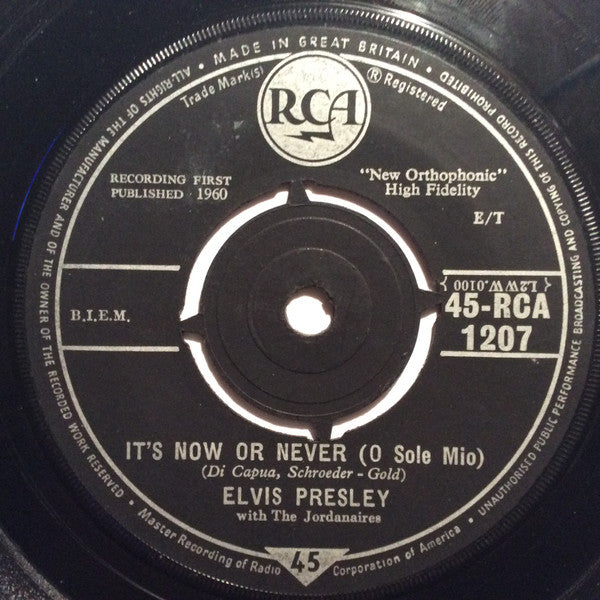 ALL RIGHTS OF THE MANUFACTURER AND OF THE OWNER OF THE RECORDED WORK RESERVED • MADE IN GREAT BRITAIN • UNAUTHORISED PUBLIC PERFORMANCE BROADCASTING AND COPYING OF THIS RECORD PROHIBITED
Trade Mark(s)
® Registered
RCA
RECORDING FIRST
PUBLISHED 1960
"New Orthophonic"
High Fidelity
E/T
B.I.E.M.
{ L2WW.0100 }
45-RCA
1207
IT'S NOW OR NEVER (O Sole Mio)
(Di Capua, Schroeder - Gold)
ELVIS PRESLEY
with The Jordanaires
Master Recording of Radio
45
Corporation of America.